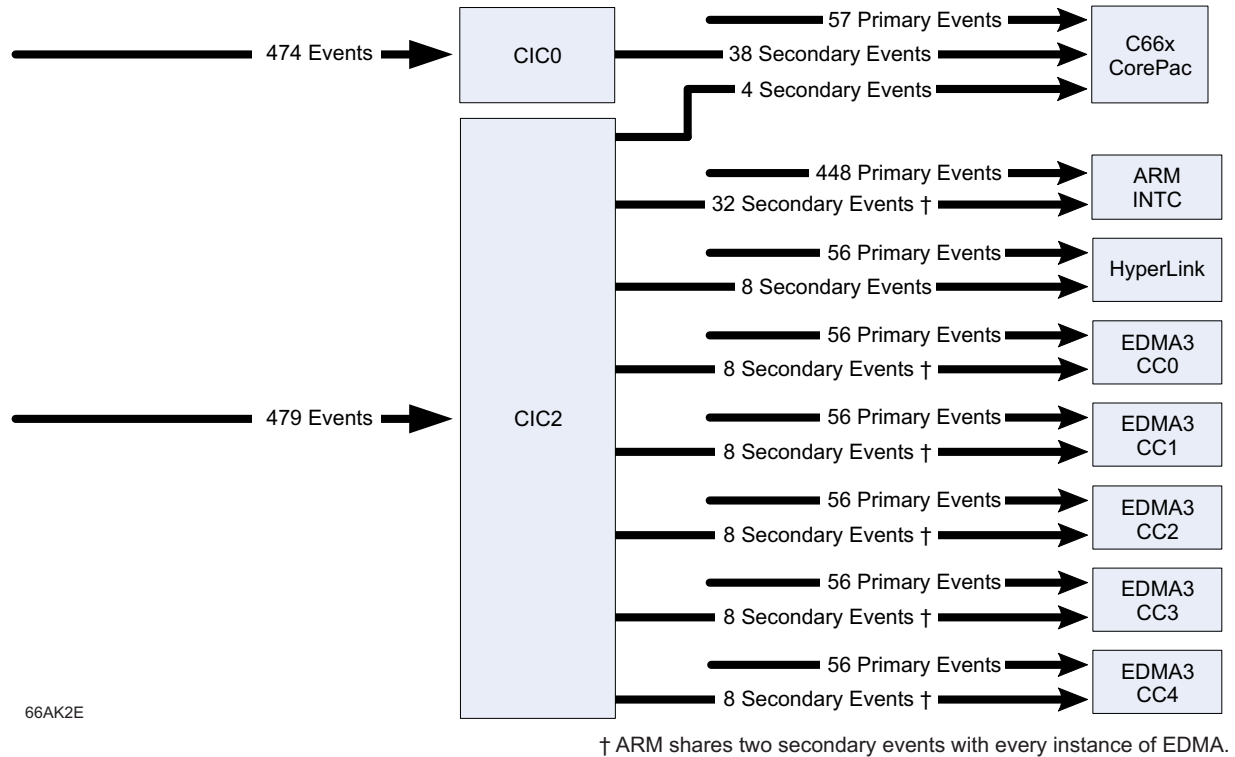 57 Primary Events
474 Events
CIC0
38 Secondary Events
C66x
CorePac
4 Secondary Events
448 Primary Events
ARM
INTC
32 Secondary Events †
56 Primary Events
HyperLink
8 Secondary Events
56 Primary Events
EDMA3
CC0
8 Secondary Events †
479 Events
CIC2
56 Primary Events
EDMA3
CC1
8 Secondary Events †
56 Primary Events
EDMA3
CC2
8 Secondary Events †
56 Primary Events
EDMA3
CC3
8 Secondary Events †
56 Primary Events
EDMA3
CC4
8 Secondary Events †
66AK2E
† ARM shares two secondary events with every instance of EDMA.